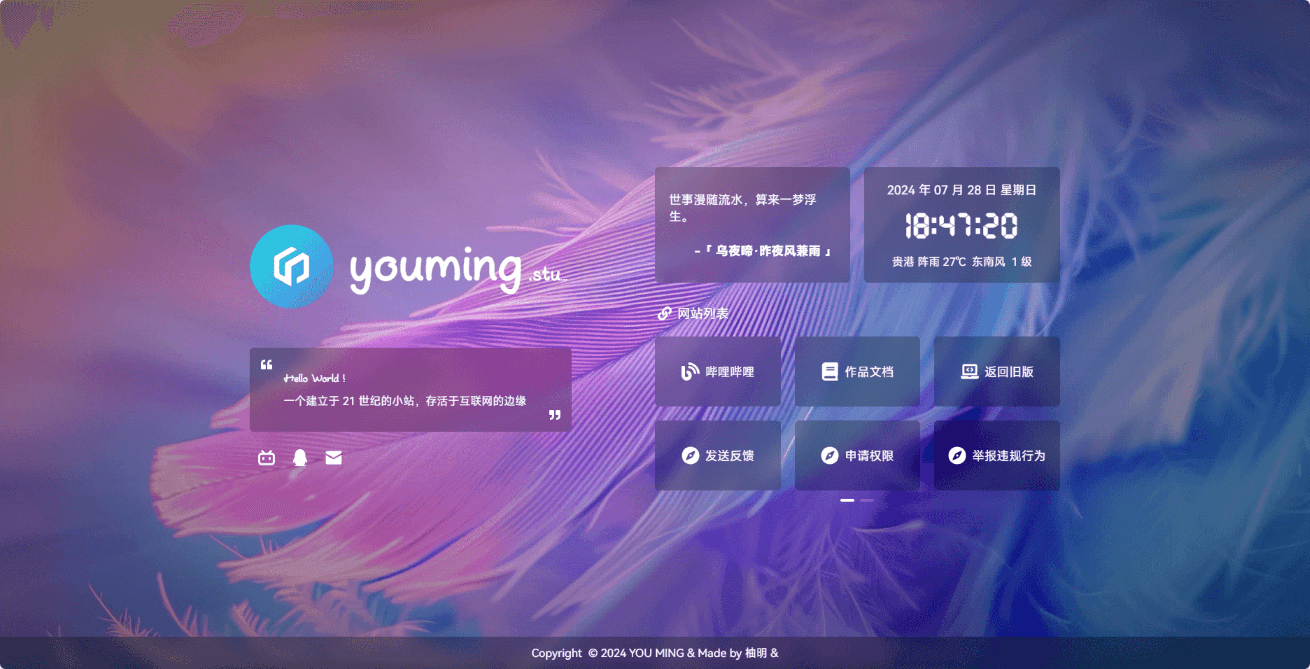 youming .stu_
Hello World !
一个建立于 21 世纪的小站，存活于互联网的边缘
世事漫随流水，算来一梦浮
生。
-「 乌夜啼·昨夜风兼雨 」
2024 年 07 月 28 日 星期日
18:47:20
贵港 阵雨 27℃ 东南风 1 级
网站列表
哔哩哔哩
作品文档
返回旧版
发送反馈
申请权限
举报违规行为
Copyright © 2024 YOU MING & Made by 柚明 &